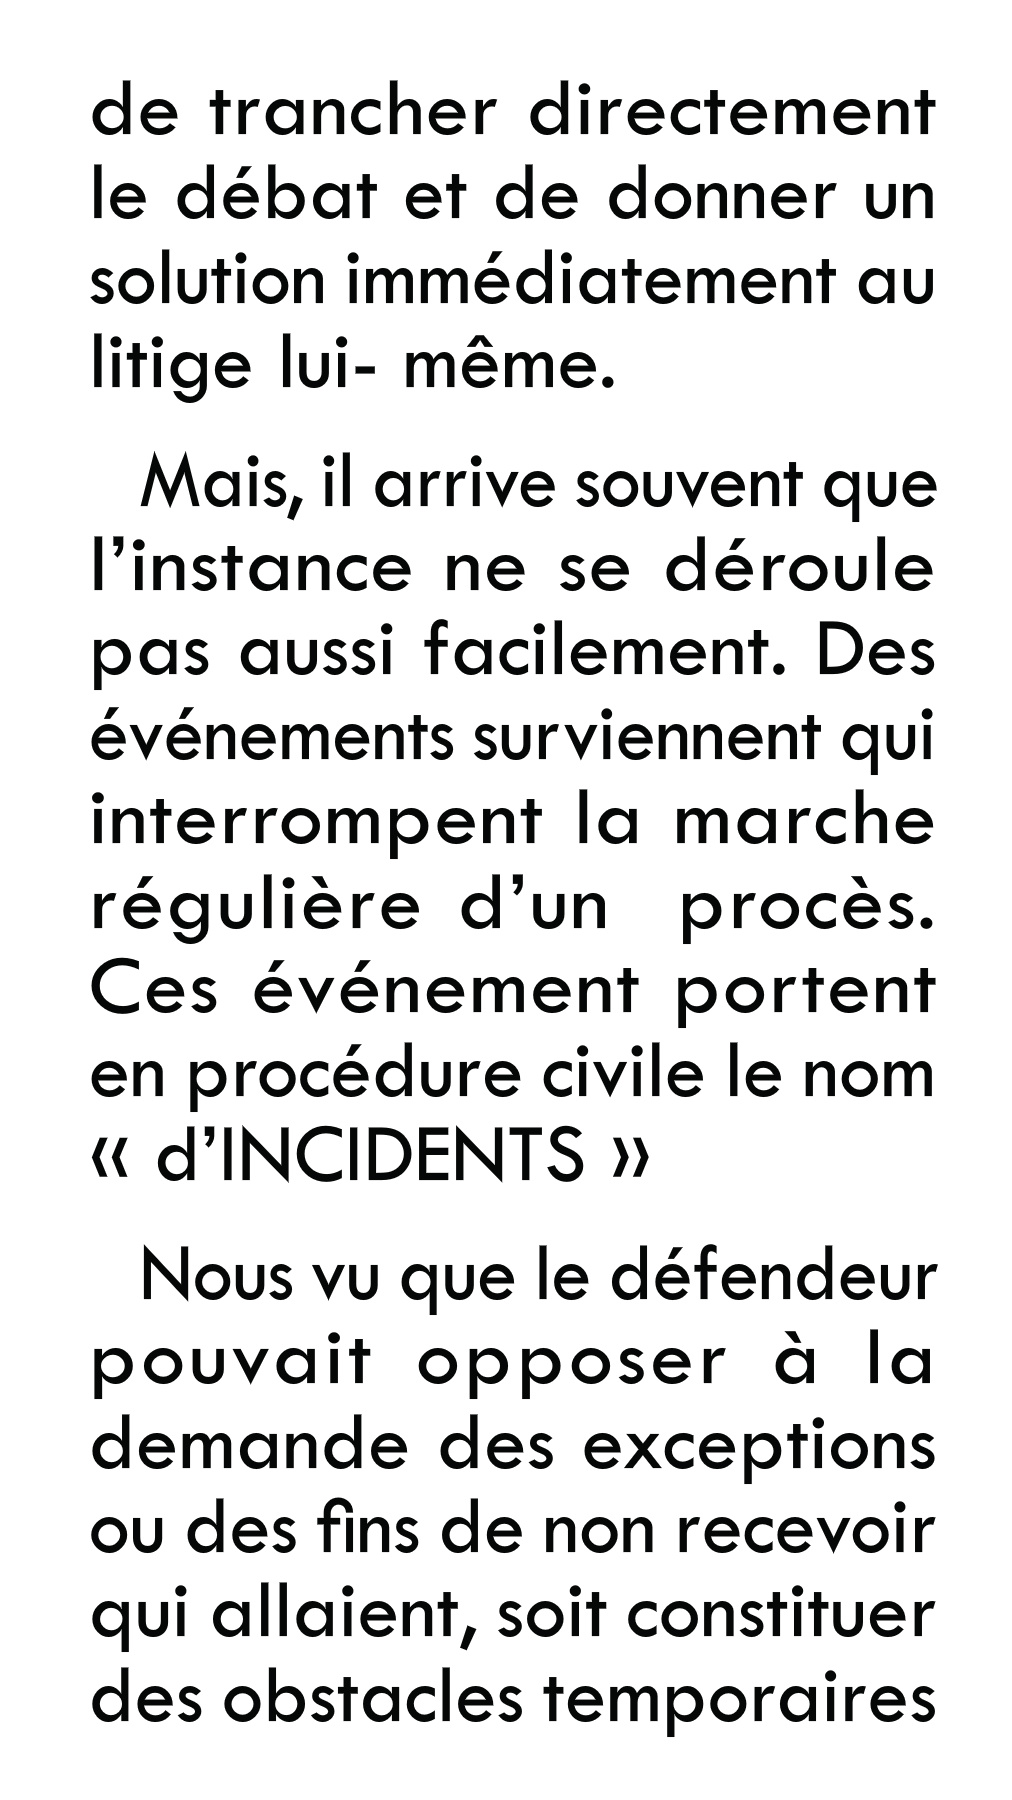 de trancher directement
le débat et de donner un
solution immédiatement au
litige lui- même.
Mais, il arrive souvent que
l’instance ne se déroule
pas aussi facilement. Des
événements surviennent qui
interrompent la marche
régulière d’un procès.
Ces événement portent
en procédure civile le nom
« d’INCIDENTS »
Nous vu que le défendeur
pouvait opposer à la
demande des exceptions
ou des fins de non recevoir
qui allaient, soit constituer
des obstacles temporaires